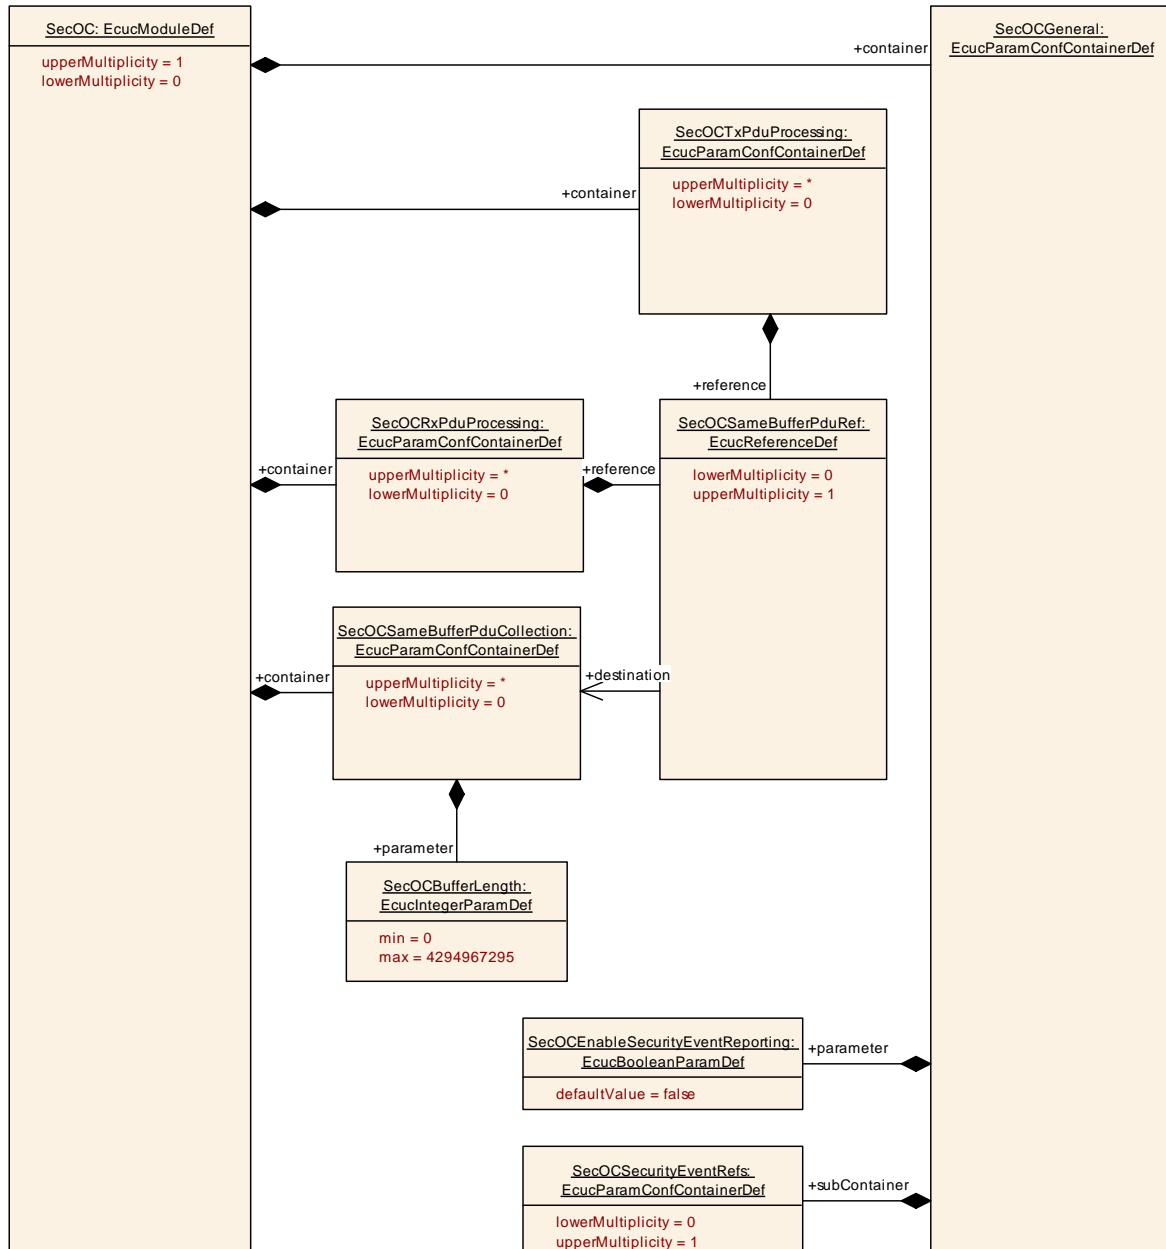 SecOC: EcucModuleDef
upperMultiplicity = 1
lowerMultiplicity = 0
+container
SecOCGeneral:
EcucParamConfContainerDef
SecOCTxPduProcessing:
EcucParamConfContainerDef
upperMultiplicity = *
lowerMultiplicity = 0
+container
+reference
SecOCRxPduProcessing:
EcucParamConfContainerDef
upperMultiplicity = *
lowerMultiplicity = 0
+container
+reference
SecOCSameBufferPduRef:
EcucReferenceDef
lowerMultiplicity = 0
upperMultiplicity = 1
SecOCSameBufferPduCollection:
EcucParamConfContainerDef
upperMultiplicity = *
lowerMultiplicity = 0
+container
+destination
+parameter
SecOCBufferLength:
EcucIntegerParamDef
min = 0
max = 4294967295
SecOCEnableSecurityEventReporting:
EcucBooleanParamDef
defaultValue = false
+parameter
SecOCSecurityEventRefs:
EcucParamConfContainerDef
lowerMultiplicity = 0
upperMultiplicity = 1
+subContainer